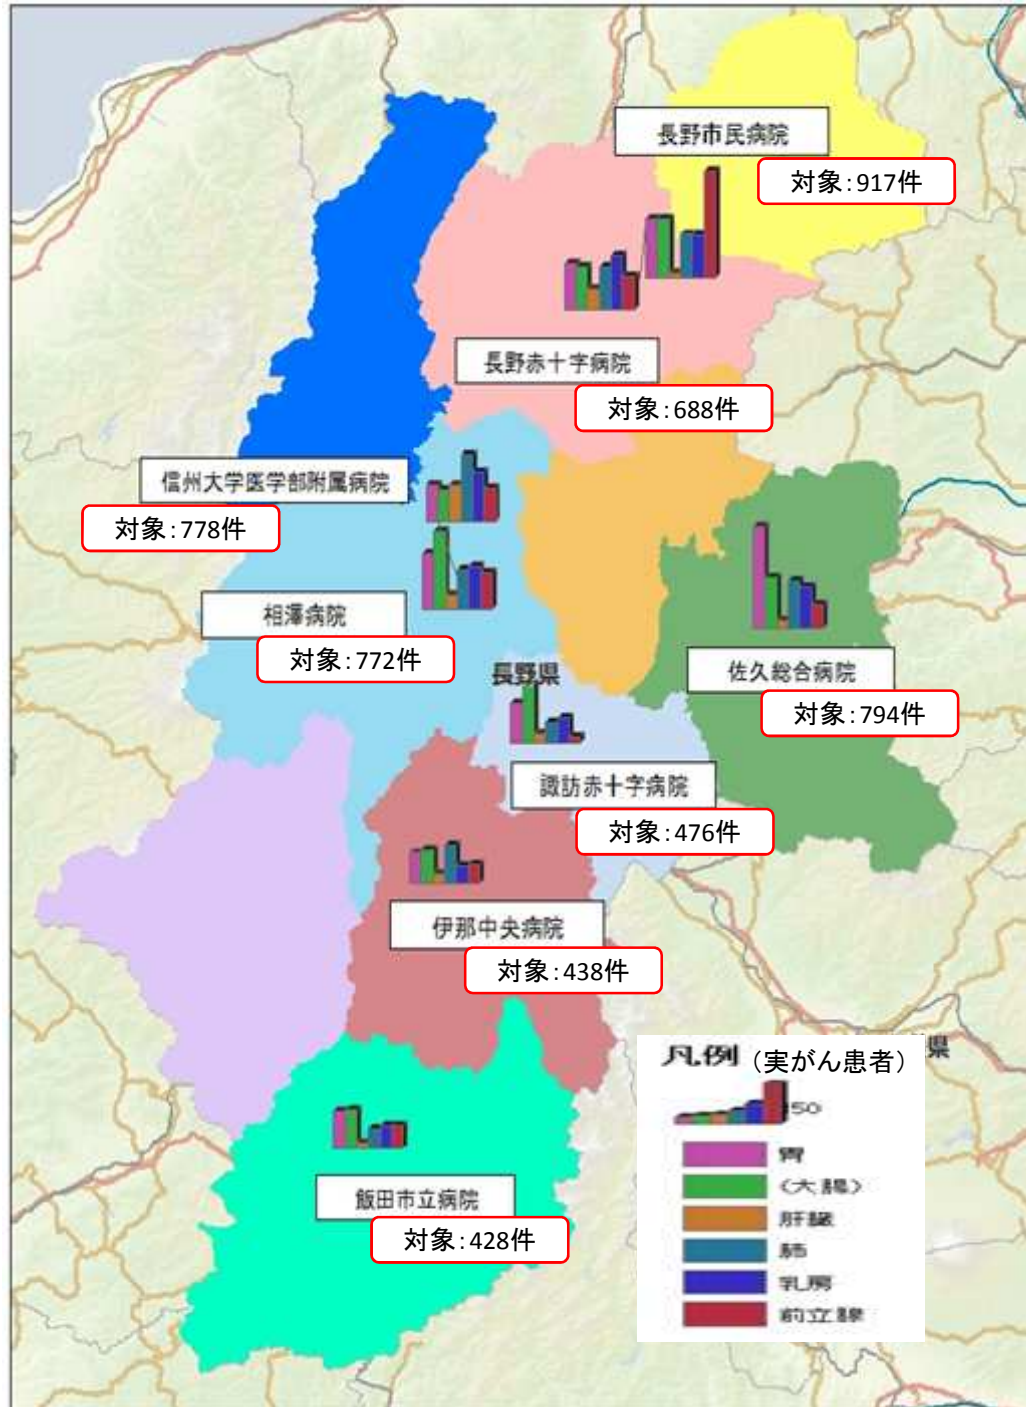 長野市民病院
対象:917件
長野赤十字病院
対象:688件
信州大学医学部附属病院
対象:778件
相澤病院
対象:772件
長野県
佐久総合病院
対象:794件
諏訪赤十字病院
対象:476件
伊那中央病院
対象:438件
県
凡例(実がん患者)
50
胃
(大腸)
肝臓
肺
乳房
前立腺
飯田市立病院
対象:428件